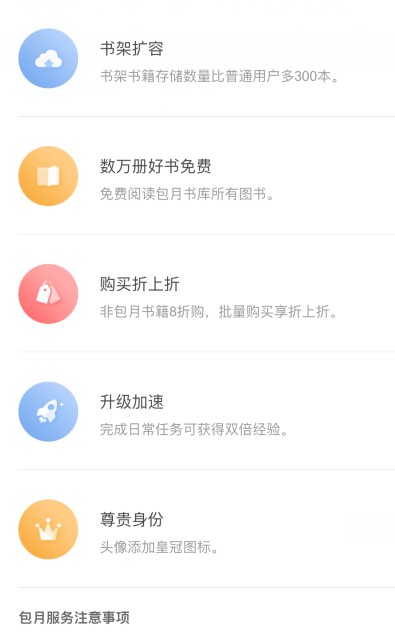 书架扩容
书架书籍存储数量比普通用户多300本。
数万册好书免费
免费阅读包月书库所有图书。
购买折上折
非包月书籍8折购，批量购买享折上折。
升级加速
完成日常任务可获得双倍经验。
尊贵身份
头像添加皇冠图标。
包月服务注意事项